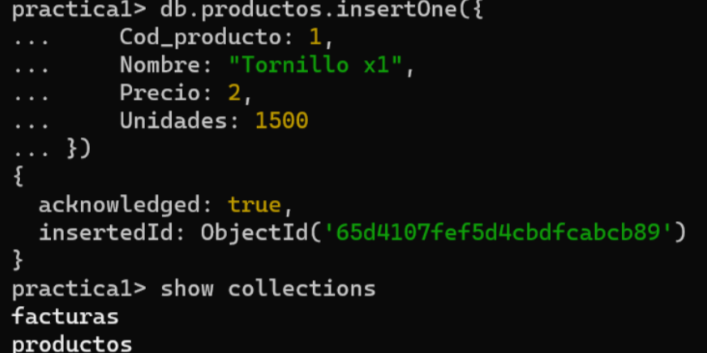 practica1> db.productos.insertOne({
...     Cod_producto: 1,
...     Nombre: "Tornillo x1",
...     Precio: 2,
...     Unidades: 1500
... })
{
  acknowledged: true,
  insertedId: ObjectId('65d4107fef5d4cbdfcabcb89')
}
practica1> show collections
facturas
productos